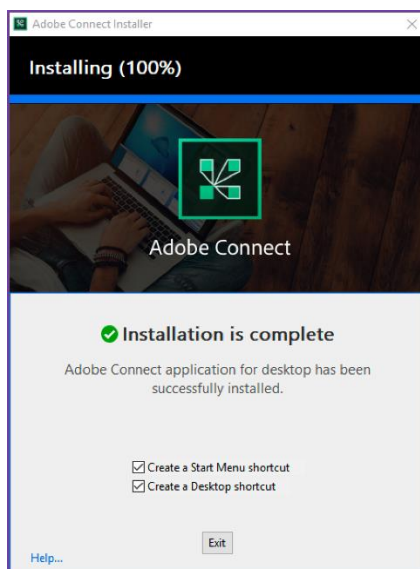 Adobe Connect Installer
Installing (100%)
Adobe Connect
Installation is complete
Adobe Connect application for desktop has been
successfully installed.
Create a Start Menu shortcut
Create a Desktop shortcut
Exit
Help...